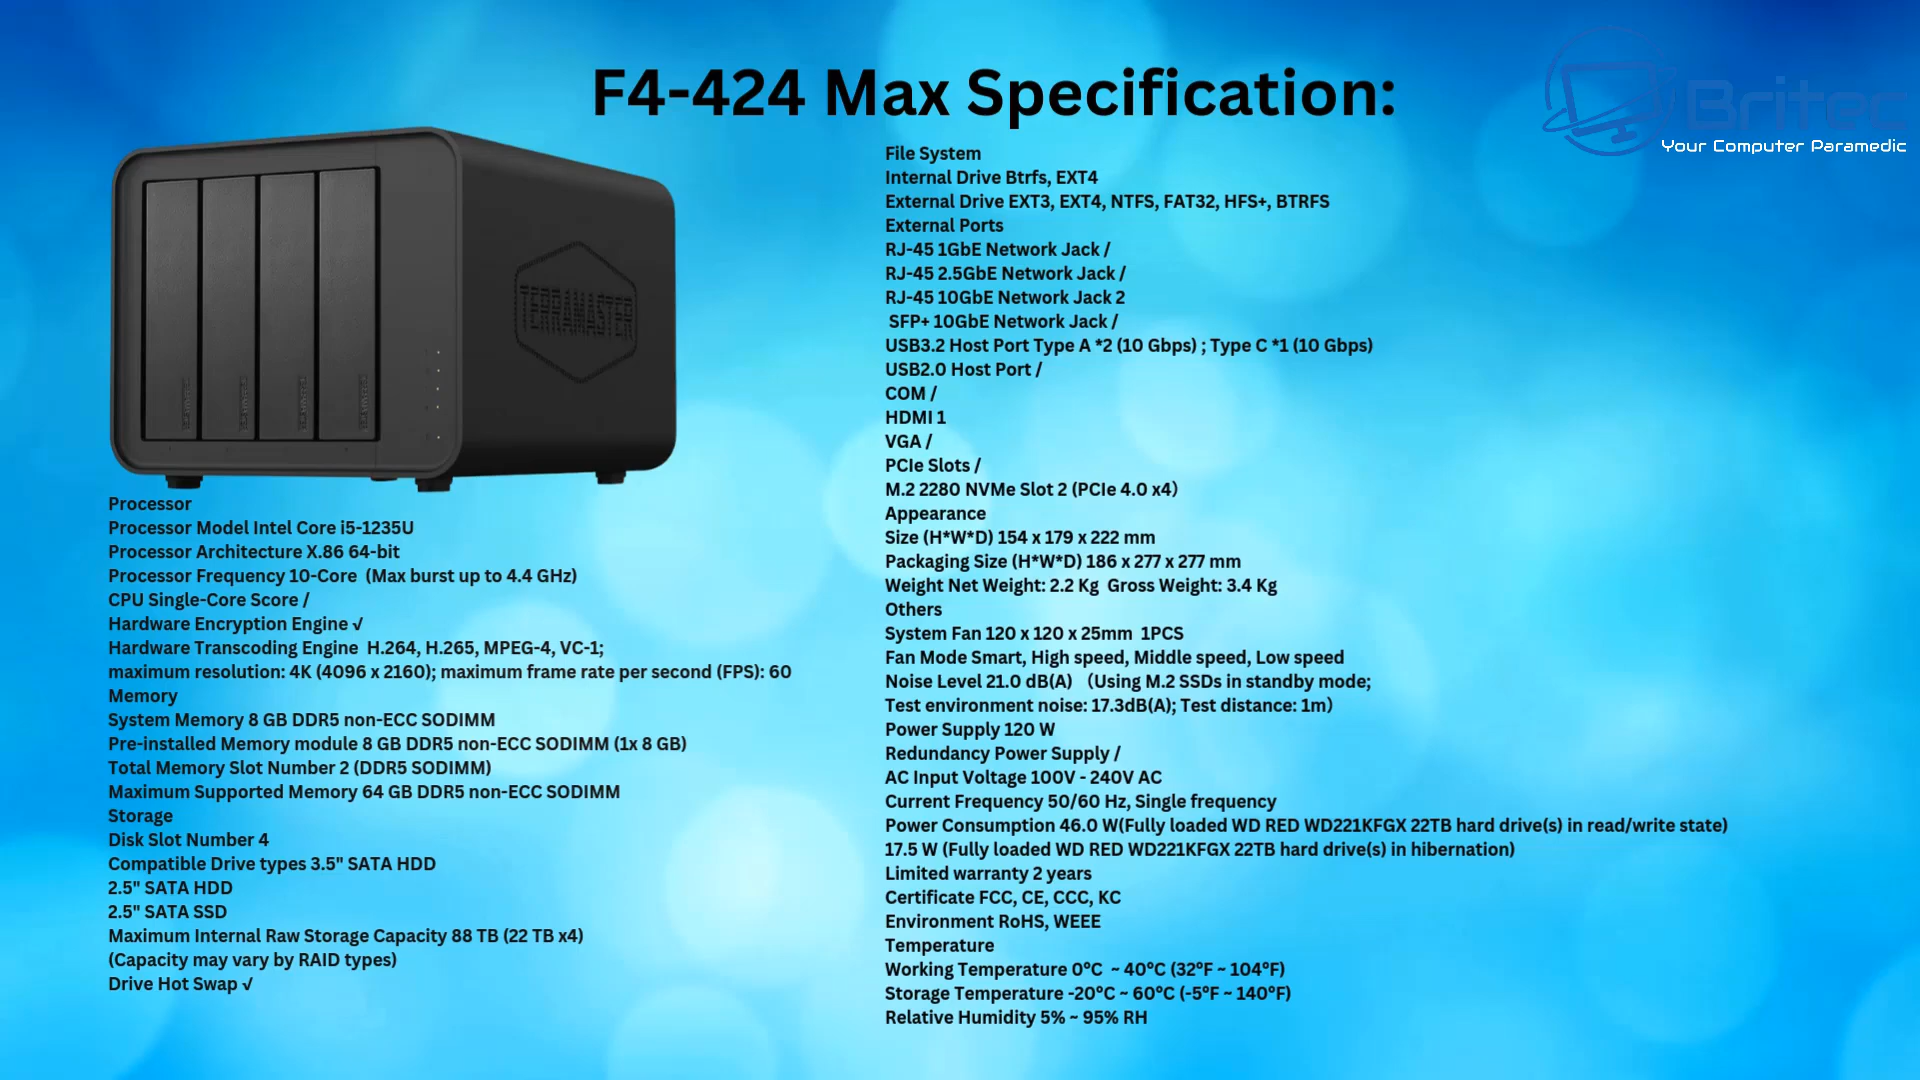 F4-424 Max Specification:
Britec
Your Computer Paramedic
TERRAMASTER
Processor
Processor Model Intel Core i5-1235U
Processor Architecture X.86 64-bit
Processor Frequency 10-Core (Max burst up to 4.4 GHz)
CPU Single-Core Score /
Hardware Encryption Engine √
Hardware Transcoding Engine H.264, H.265, MPEG-4, VC-1;
maximum resolution: 4K (4096 x 2160); maximum frame rate per second (FPS): 60
Memory
System Memory 8 GB DDR5 non-ECC SODIMM
Pre-installed Memory module 8 GB DDR5 non-ECC SODIMM (1x 8 GB)
Total Memory Slot Number 2 (DDR5 SODIMM)
Maximum Supported Memory 64 GB DDR5 non-ECC SODIMM
Storage
Disk Slot Number 4
Compatible Drive types 3.5" SATA HDD
2.5" SATA HDD
2.5" SATA SSD
Maximum Internal Raw Storage Capacity 88 TB (22 TB x4)
(Capacity may vary by RAID types)
Drive Hot Swap √
File System
Internal Drive Btrfs, EXT4
External Drive EXT3, EXT4, NTFS, FAT32, HFS+, BTRFS
External Ports
RJ-45 1GbE Network Jack /
RJ-45 2.5GbE Network Jack /
RJ-45 10GbE Network Jack 2
SFP+ 10GbE Network Jack /
USB3.2 Host Port Type A *2 (10 Gbps) ; Type C *1 (10 Gbps)
USB2.0 Host Port /
COM /
HDMI 1
VGA /
PCIe Slots /
M.2 2280 NVMe Slot 2 (PCIe 4.0 x4)
Appearance
Size (H*W*D) 154 x 179 x 222 mm
Packaging Size (H*W*D) 186 x 277 x 277 mm
Weight Net Weight: 2.2 Kg Gross Weight: 3.4 Kg
Others
System Fan 120 x 120 x 25mm 1PCS
Fan Mode Smart, High speed, Middle speed, Low speed
Noise Level 21.0 dB(A) （Using M.2 SSDs in standby mode;
Test environment noise: 17.3dB(A); Test distance: 1m）
Power Supply 120 W
Redundancy Power Supply /
AC Input Voltage 100V - 240V AC
Current Frequency 50/60 Hz, Single frequency
Power Consumption 46.0 W(Fully loaded WD RED WD221KFGX 22TB hard drive(s) in read/write state)
17.5 W (Fully loaded WD RED WD221KFGX 22TB hard drive(s) in hibernation)
Limited warranty 2 years
Certificate FCC, CE, CCC, KC
Environment RoHS, WEEE
Temperature
Working Temperature 0°C ~ 40°C (32°F ~ 104°F)
Storage Temperature -20°C ~ 60°C (-5°F ~ 140°F)
Relative Humidity 5% ~ 95% RH